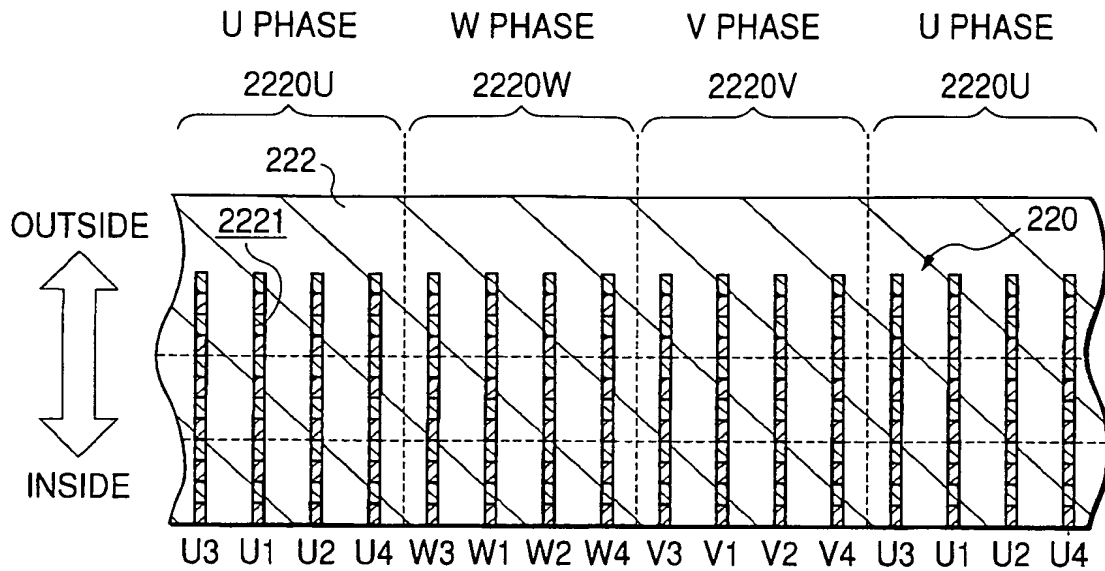 U PHASE W PHASE V PHASE U PHASE
2220U 2220W 2220V 2220U
222
OUTSIDE 2221 220
INSIDE
U3 U1 U2 U4 W3 W1 W2 W4 V3 V1 V2 V4 U3 U1 U2 U4